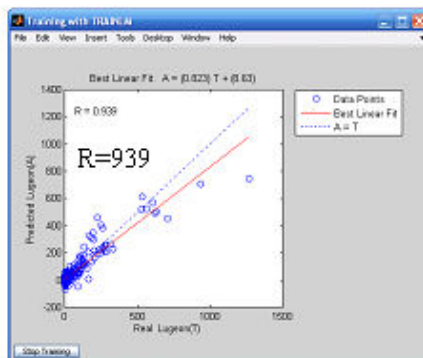 Training with TRAINLM
File Edit View Insert Tools Desktop Window Help
Best Linear Fit: A = (0.823) T + (8.63)
1400
1200
1000
800
600
400
200
0
-200
R = 0.939
R=939
Predicted Lugeon(A)
0 500 1000 1500
Real Lugeon(T)
Data Points
Best Linear Fit
A = T
Stop Training